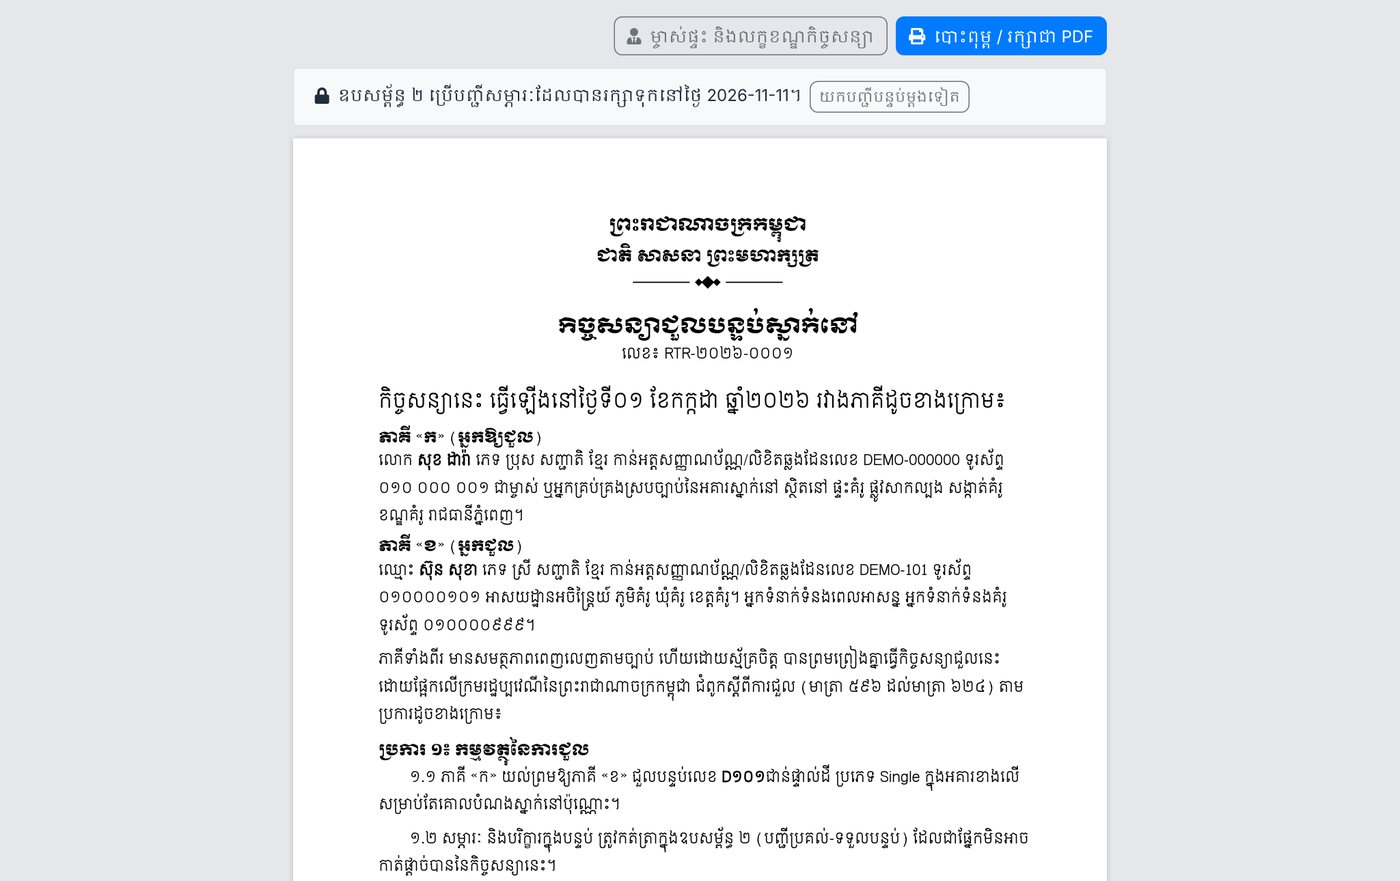 ម្ចាស់ផ្ទះ និងលក្ខខណ្ឌកិច្ចសន្យា
បោះពុម្ព / រក្សាជា PDF
ឧបសម្ព័ន្ធ ២ ប្រើបញ្ជីសម្ភារៈដែលបានរក្សាទុកនៅថ្ងៃ 2026-11-11។
យកបញ្ជីបន្ទប់ម្តងទៀត
ព្រះរាជាណាចក្រកម្ពុជា
ជាតិ សាសនា ព្រះមហាក្សត្រ
កិច្ចសន្យាជួលបន្ទប់ស្នាក់នៅ
លេខ៖ RTR-២០២៦-០០០១
កិច្ចសន្យានេះ ធ្វើឡើងនៅថ្ងៃទី០១ ខែកក្កដា ឆ្នាំ២០២៦ រវាងភាគីដូចខាងក្រោម៖
ភាគី «ក» (អ្នកឱ្យជួល)
លោក សុខ ដារ៉ា ភេទ ប្រុស សញ្ជាតិ ខ្មែរ កាន់អត្តសញ្ញាណប័ណ្ណ/លិខិតឆ្លងដែនលេខ DEMO-000000 ទូរស័ព្ទ
០១០ ០០០ ០០១ ជាម្ចាស់ ឬអ្នកគ្រប់គ្រងស្របច្បាប់នៃអគារស្នាក់នៅ ស្ថិតនៅ ផ្ទះគំរូ ផ្លូវសាកល្បង សង្កាត់គំរូ
ខណ្ឌគំរូ រាជធានីភ្នំពេញ។
ភាគី «ខ» (អ្នកជួល)
ឈ្មោះ ស៊ុន សុខា ភេទ ស្រី សញ្ជាតិ ខ្មែរ កាន់អត្តសញ្ញាណប័ណ្ណ/លិខិតឆ្លងដែនលេខ DEMO-101 ទូរស័ព្ទ
០១០០០០១០១ អាសយដ្ឋានអចិន្ត្រៃយ៍ ភូមិគំរូ ឃុំគំរូ ខេត្តគំរូ។ អ្នកទំនាក់ទំនងពេលអាសន្ន អ្នកទំនាក់ទំនងគំរូ
ទូរស័ព្ទ ០១០០០០៩៩៩។
ភាគីទាំងពីរ មានសមត្ថភាពពេញលេញតាមច្បាប់ ហើយដោយស្ម័គ្រចិត្ត បានព្រមព្រៀងគ្នាធ្វើកិច្ចសន្យាជួលនេះ
ដោយផ្អែកលើក្រមរដ្ឋប្បវេណីនៃព្រះរាជាណាចក្រកម្ពុជា ជំពូកស្តីពីការជួល (មាត្រា ៥៩៦ ដល់មាត្រា ៦២៤) តាម
ប្រការដូចខាងក្រោម៖
ប្រការ ១៖ កម្មវត្ថុនៃការជួល
១.១ ភាគី «ក» យល់ព្រមឱ្យភាគី «ខ» ជួលបន្ទប់លេខ D១០១ជាន់ផ្ទាល់ដី ប្រភេទ Single ក្នុងអគារខាងលើ
សម្រាប់តែគោលបំណងស្នាក់នៅប៉ុណ្ណោះ។
១.២ សម្ភារៈ និងបរិក្ខារក្នុងបន្ទប់ ត្រូវកត់ត្រាក្នុងឧបសម្ព័ន្ធ ២ (បញ្ជីប្រគល់-ទទួលបន្ទប់) ដែលជាផ្នែកមិនអាច
កាត់ផ្តាច់បាននៃកិច្ចសន្យានេះ។